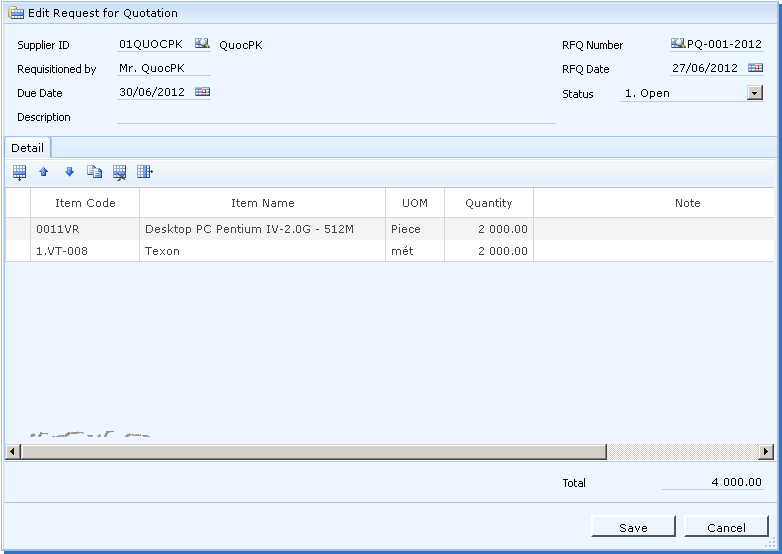 Edit Request for Quotation
Supplier ID 01QUOCPK QuocPK RFQ Number PQ-001-2012
Requisitioned by Mr. QuocPK RFQ Date 27/06/2012
Due Date 30/06/2012 Status 1. Open
Description
Detail
Item Code Item Name UOM Quantity Note
0011VR Desktop PC Pentium IV-2.0G - 512M Piece 2 000.00
1.VT-008 Texon mét 2 000.00
Total 4 000.00
Save Cancel